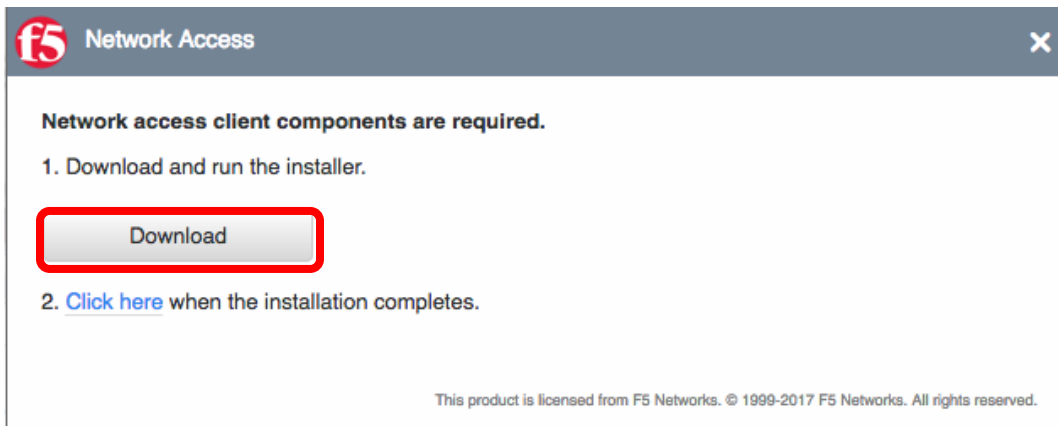 f5 Network Access
Network access client components are required.
1. Download and run the installer.
Download
2. Click here when the installation completes.
This product is licensed from F5 Networks. © 1999-2017 F5 Networks. All rights reserved.